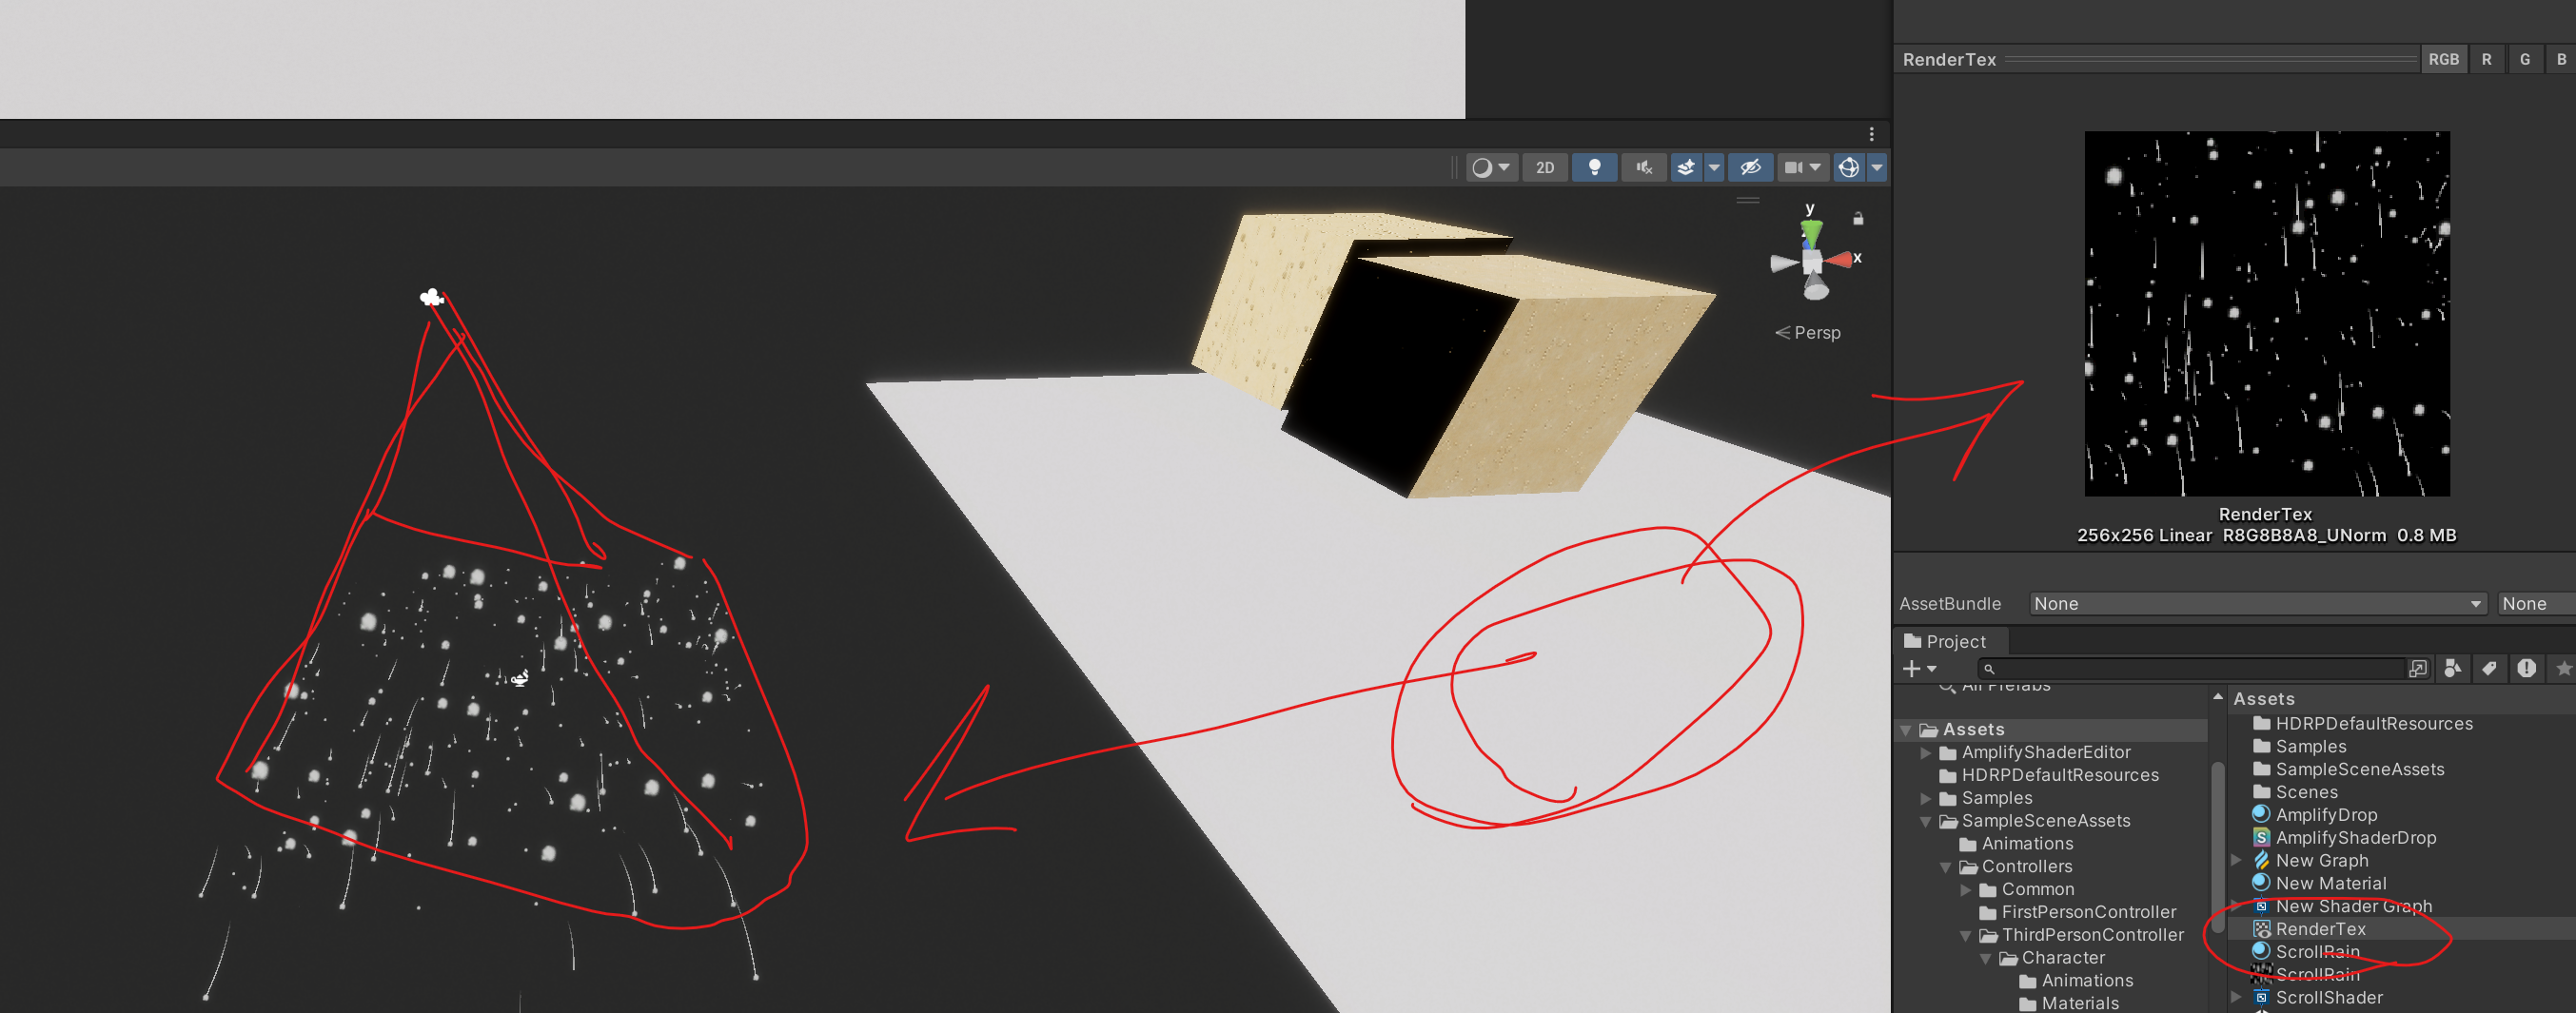 RenderTex
RGB R G B
2D
y
x
Persp
RenderTex
256x256 Linear R8G8B8A8_UNorm 0.8 MB
AssetBundle None None
Project
All Prefabs
Assets
AmplifyShaderEditor
HDRPDefaultResources
Samples
SampleSceneAssets
Animations
Controllers
Common
FirstPersonController
ThirdPersonController
Character
Animations
Materials
Assets
HDRPDefaultResources
Samples
SampleSceneAssets
Scenes
AmplifyDrop
AmplifyShaderDrop
New Graph
New Material
New Shader Graph
RenderTex
ScrollRain
ScrollRain
ScrollShader